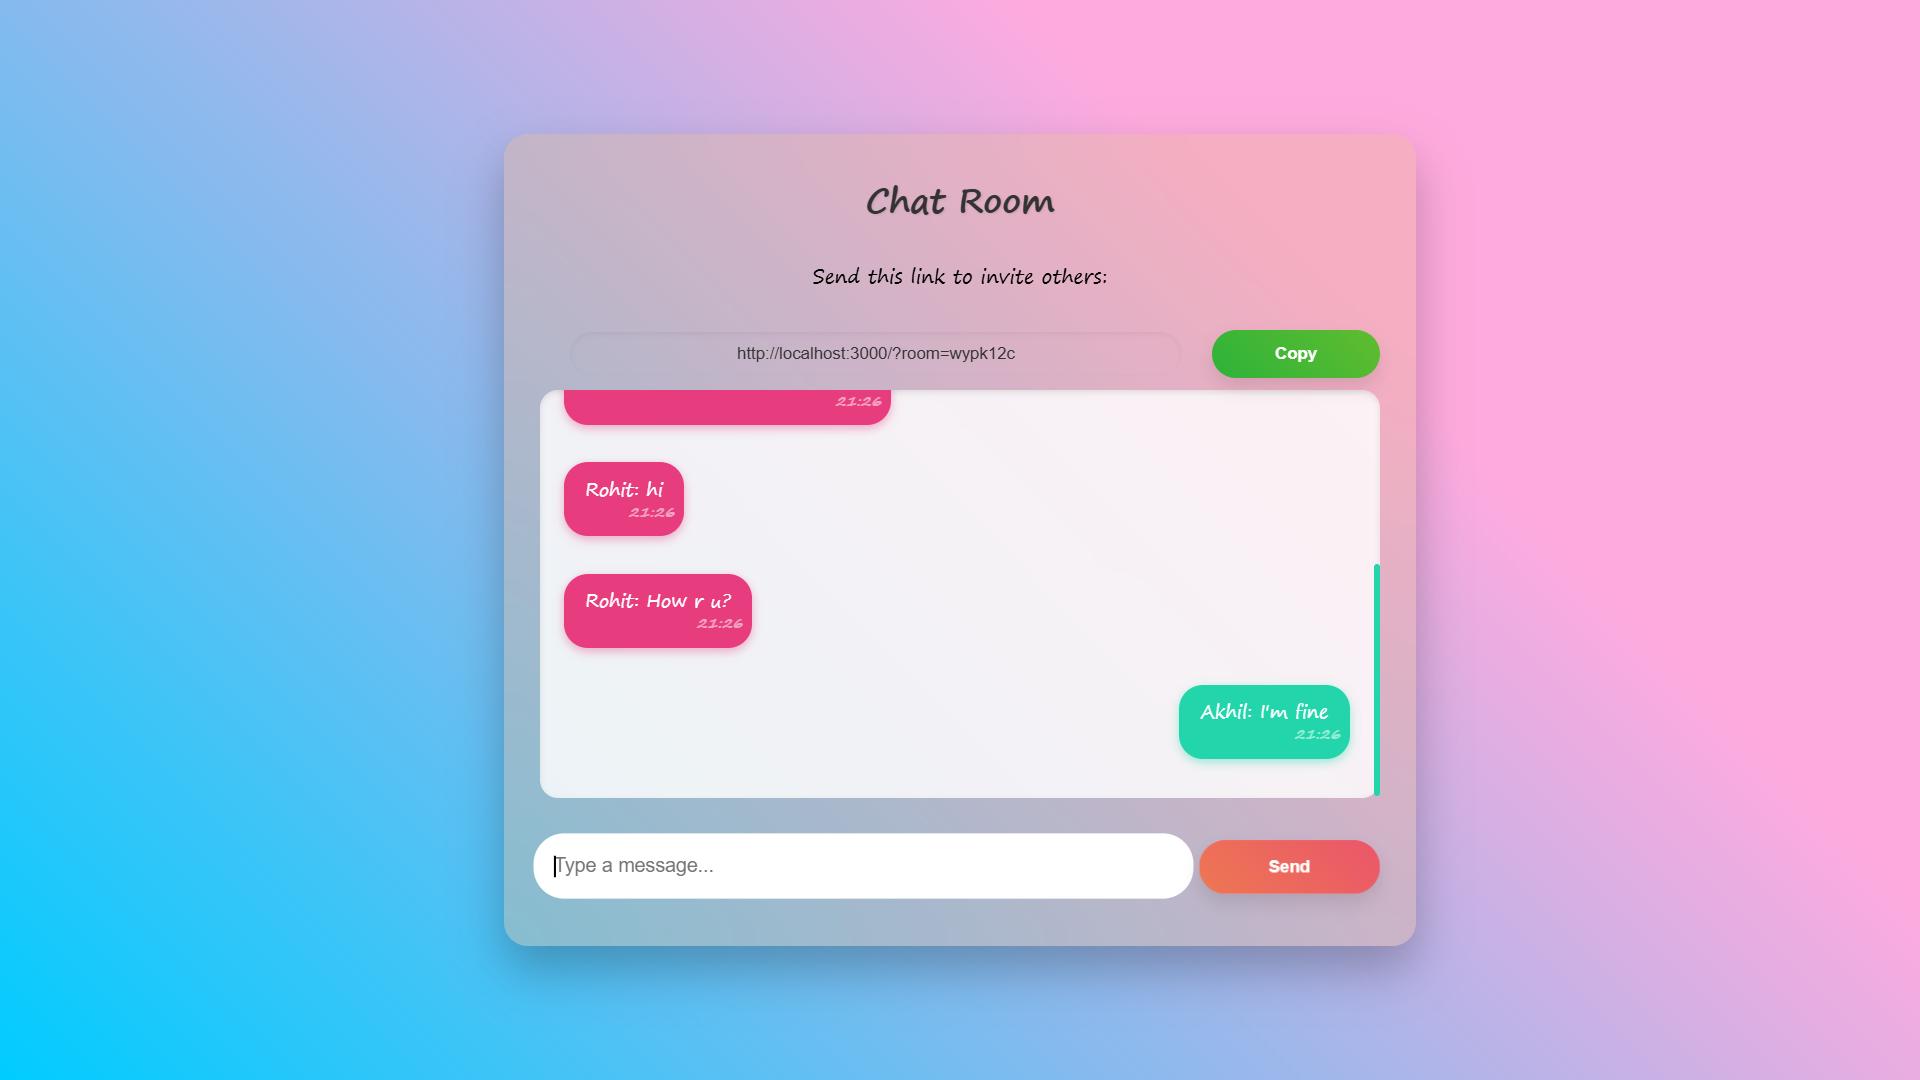 Chat Room
Send this link to invite others:
http://localhost:3000/?room=wypk12c
Copy
21:26
Rohit: hi
21:26
Rohit: How r u?
21:26
Akhil: I'm fine
21:26
Type a message...
Send